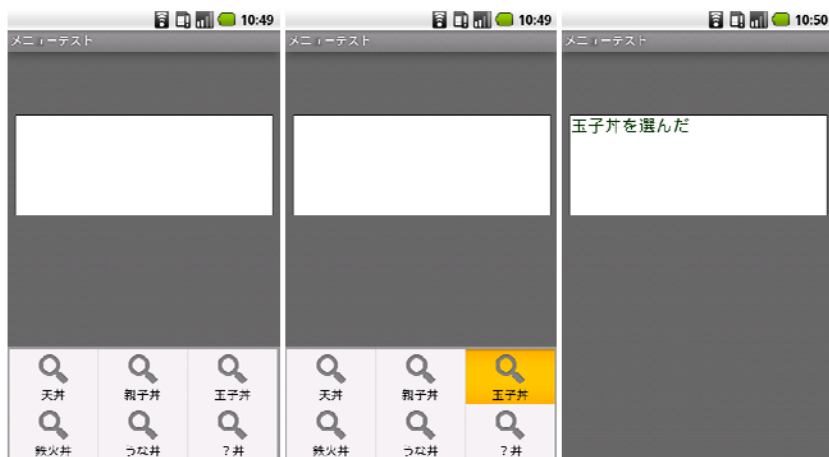 10:49
メニューテスト
天丼
親子丼
玉子丼
鉄火丼
うな丼
？丼
10:49
メニューテスト
天丼
親子丼
玉子丼
鉄火丼
うな丼
？丼
10:50
メニューテスト
玉子丼を選んだ